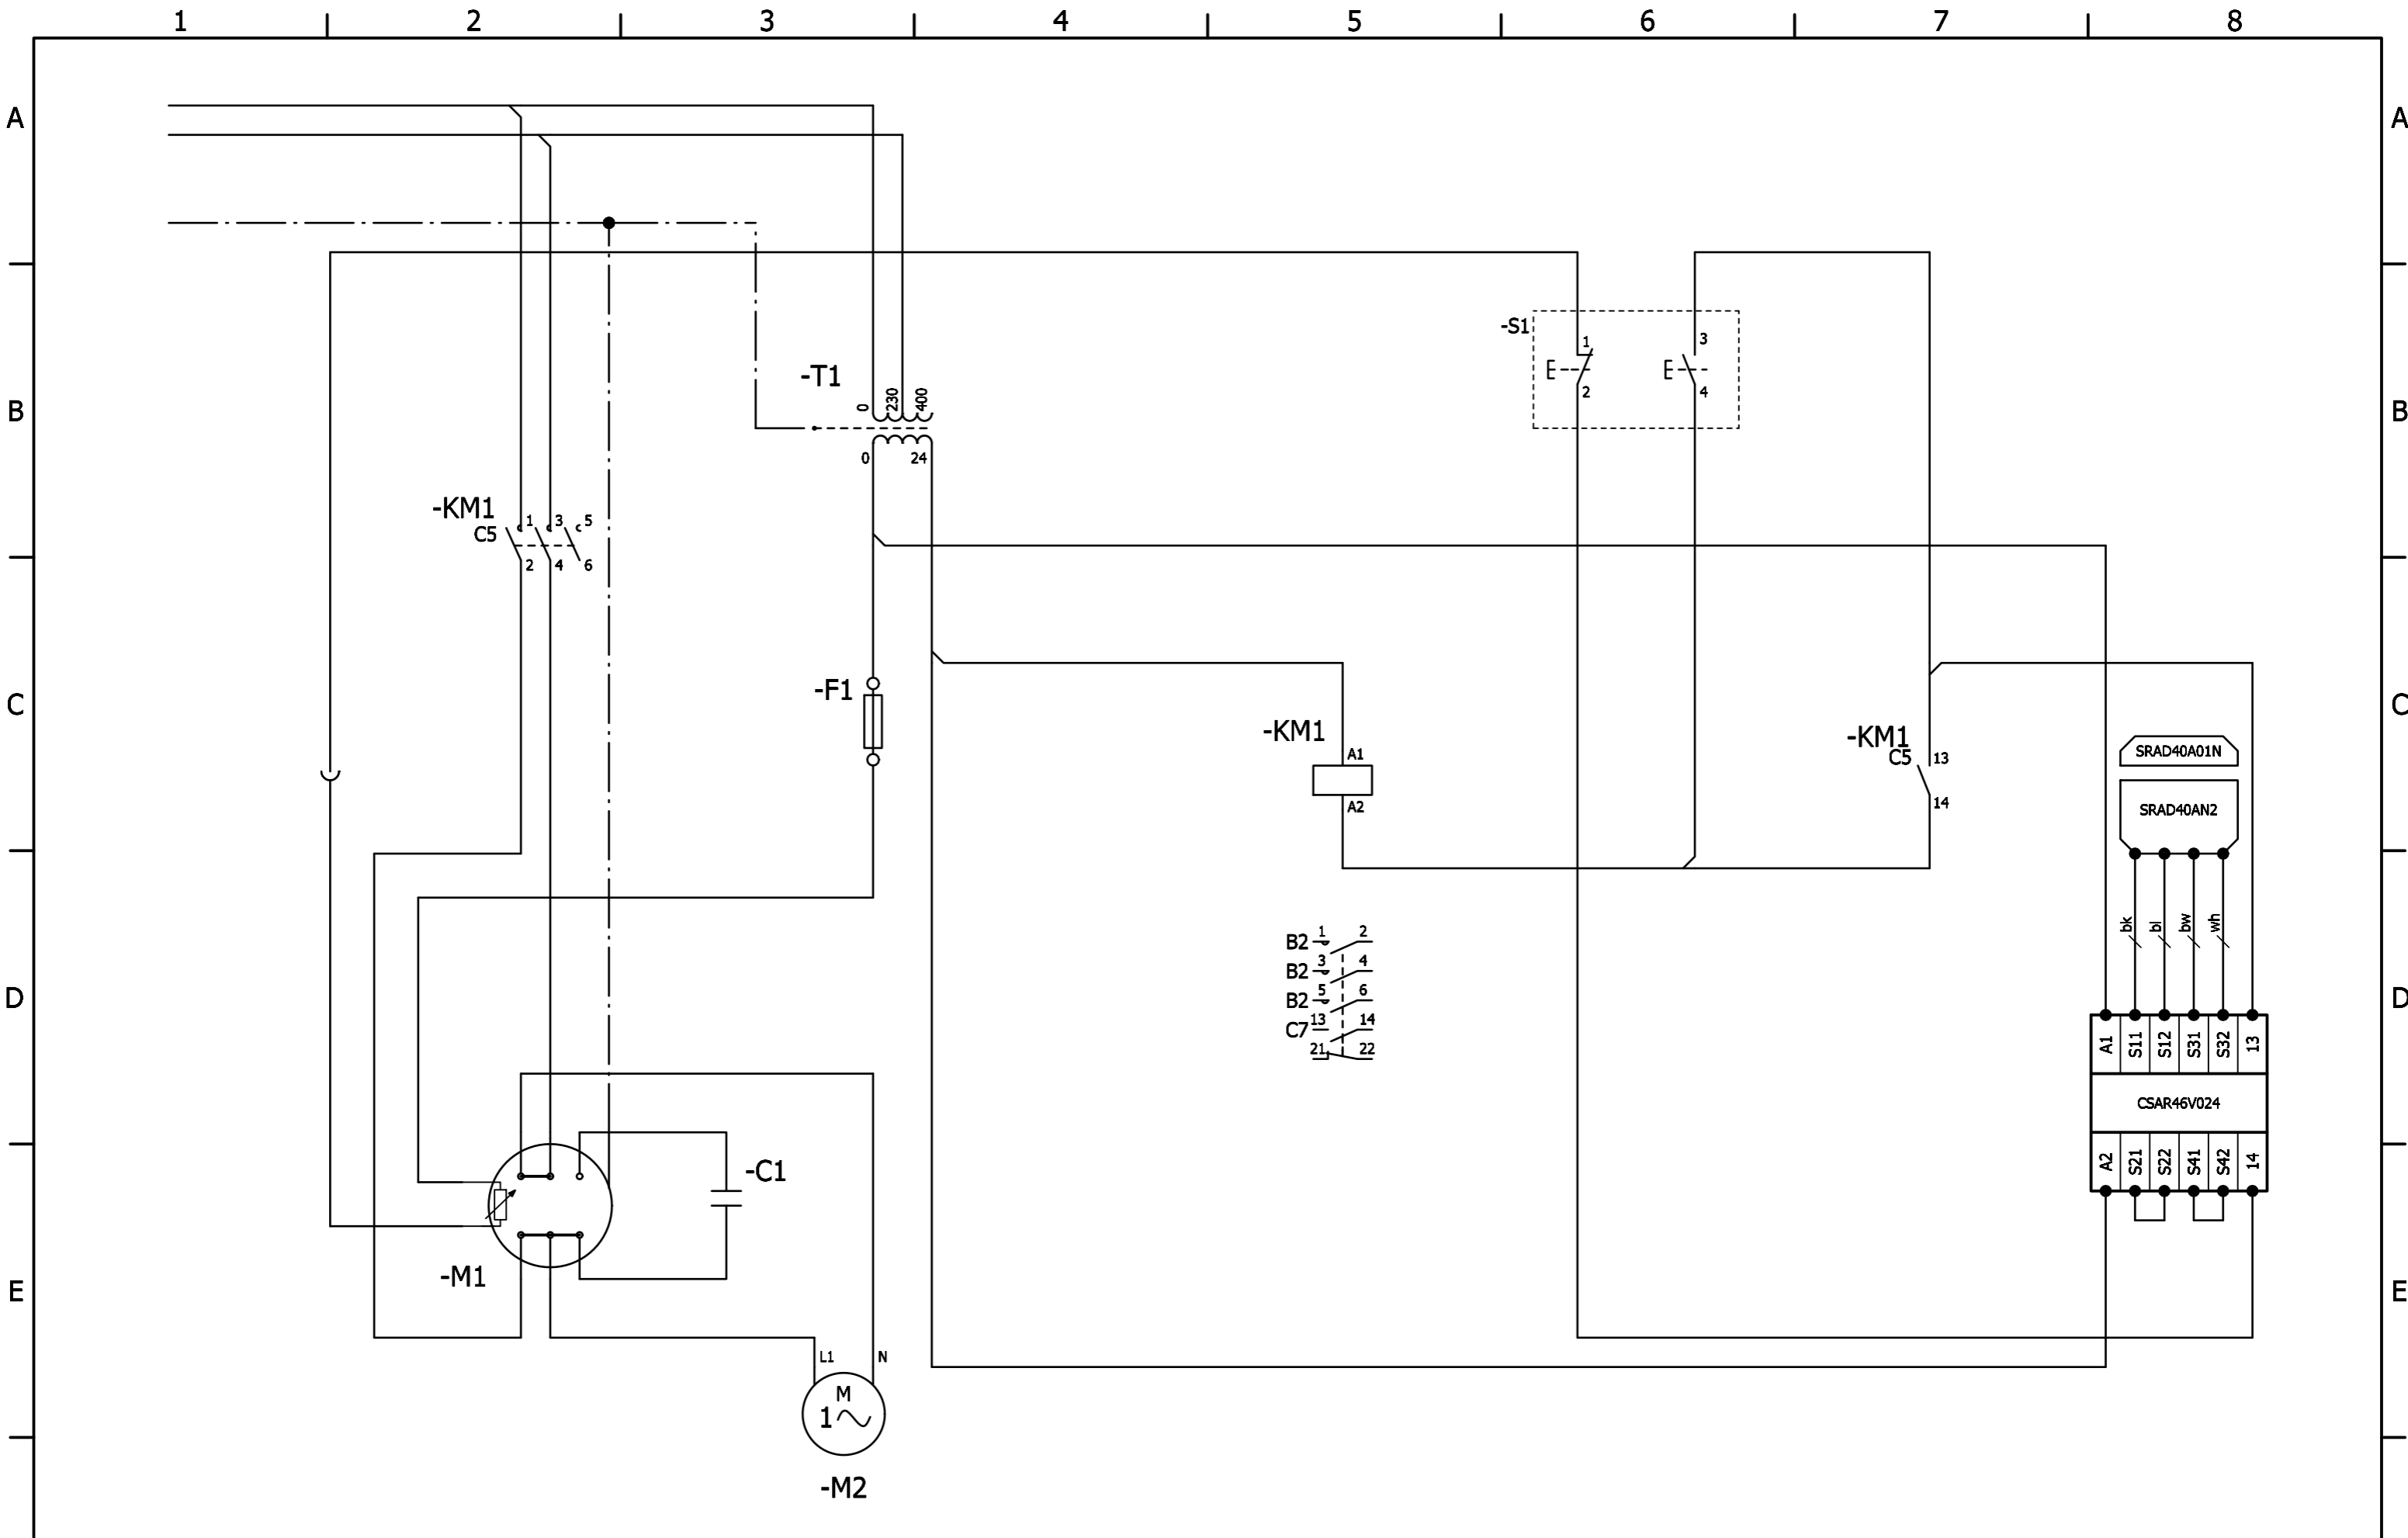 1 2 3 4 5 6 7 8
A A
-S1
1 3
-T1
0 230 400
2 4
B B
0 24
-KM1
1 3 5
C5
2 4 6
-F1
C C
-KM1
-KM1
SRAD40A01N
A1
C5 13
A2
14
SRAD40AN2
bk bl bw wh
B2 1 2
B2 3 4
B2 5 6
C7 13 14
21 22
D D
A1 S11 S12 S31 S32 13
CSAR46V024
A2 S21 S22 S41 S42 14
-C1
-M1
E E
L1 N
M
1
-M2